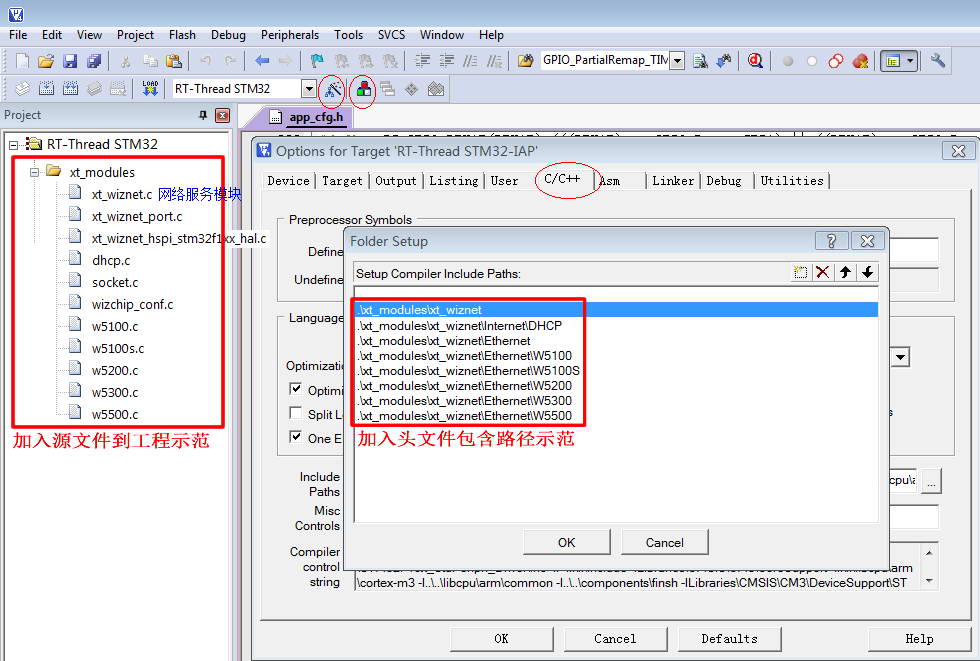 File Edit View Project Flash Debug Peripherals Tools SVCS Window Help
GPIO_PartialRemap_TIM
LOAD
RT-Thread STM32
Project
app_cfg.h
RT-Thread STM32
xt_modules
xt_wiznet.c 网络服务模块
xt_wiznet_port.c
xt_wiznet_hspi_stm32f1xx_hal.c
dhcp.c
socket.c
wizchip_conf.c
w5100.c
w5100s.c
w5200.c
w5300.c
w5500.c
加入源文件到工程示范
Options for Target 'RT-Thread STM32-IAP'
Device Target Output Listing User C/C++ Asm Linker Debug Utilities
Preprocessor Symbols
Define
Undefine
Language
Optimizatio
Optimi
Split L
One E
Include
Paths
Misc
Controls
Compiler
control
string
Folder Setup
Setup Compiler Include Paths:
.\xt_modules\xt_wiznet
.\xt_modules\xt_wiznet\Internet\DHCP
.\xt_modules\xt_wiznet\Ethernet
.\xt_modules\xt_wiznet\Ethernet\W5100
.\xt_modules\xt_wiznet\Ethernet\W5100S
.\xt_modules\xt_wiznet\Ethernet\W5200
.\xt_modules\xt_wiznet\Ethernet\W5300
.\xt_modules\xt_wiznet\Ethernet\W5500
加入头文件包含路径示范
OK Cancel
...
\cortex-m3 -I..\..\libcpu\arm\common -I..\..\components\finsh -ILibraries\CMSIS\CM3\DeviceSupport\ST
OK Cancel Defaults Help